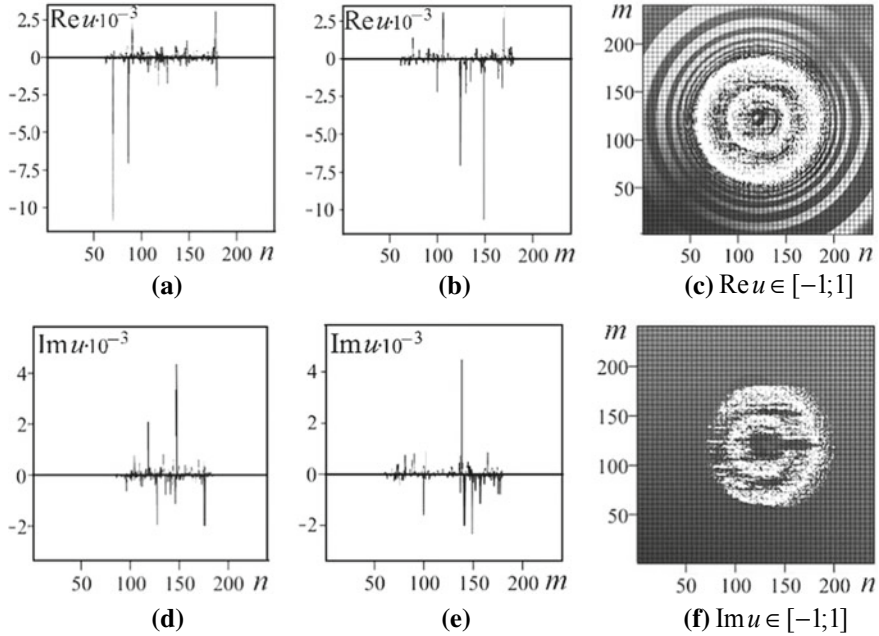 Re u·10⁻³
2.5
0
−2.5
−5.0
−7.5
−10
50 100 150 200 n
(a)
Re u·10⁻³
2.5
0
−2.5
−5.0
−7.5
−10
50 100 150 200 m
(b)
m
200
150
100
50
50 100 150 200 n
(c) Re u ∈ [−1;1]
Im u·10⁻³
4
2
0
−2
50 100 150 200 n
(d)
Im u·10⁻³
4
2
0
−2
50 100 150 200 m
(e)
m
200
150
100
50
50 100 150 200 n
(f) Im u ∈ [−1;1]